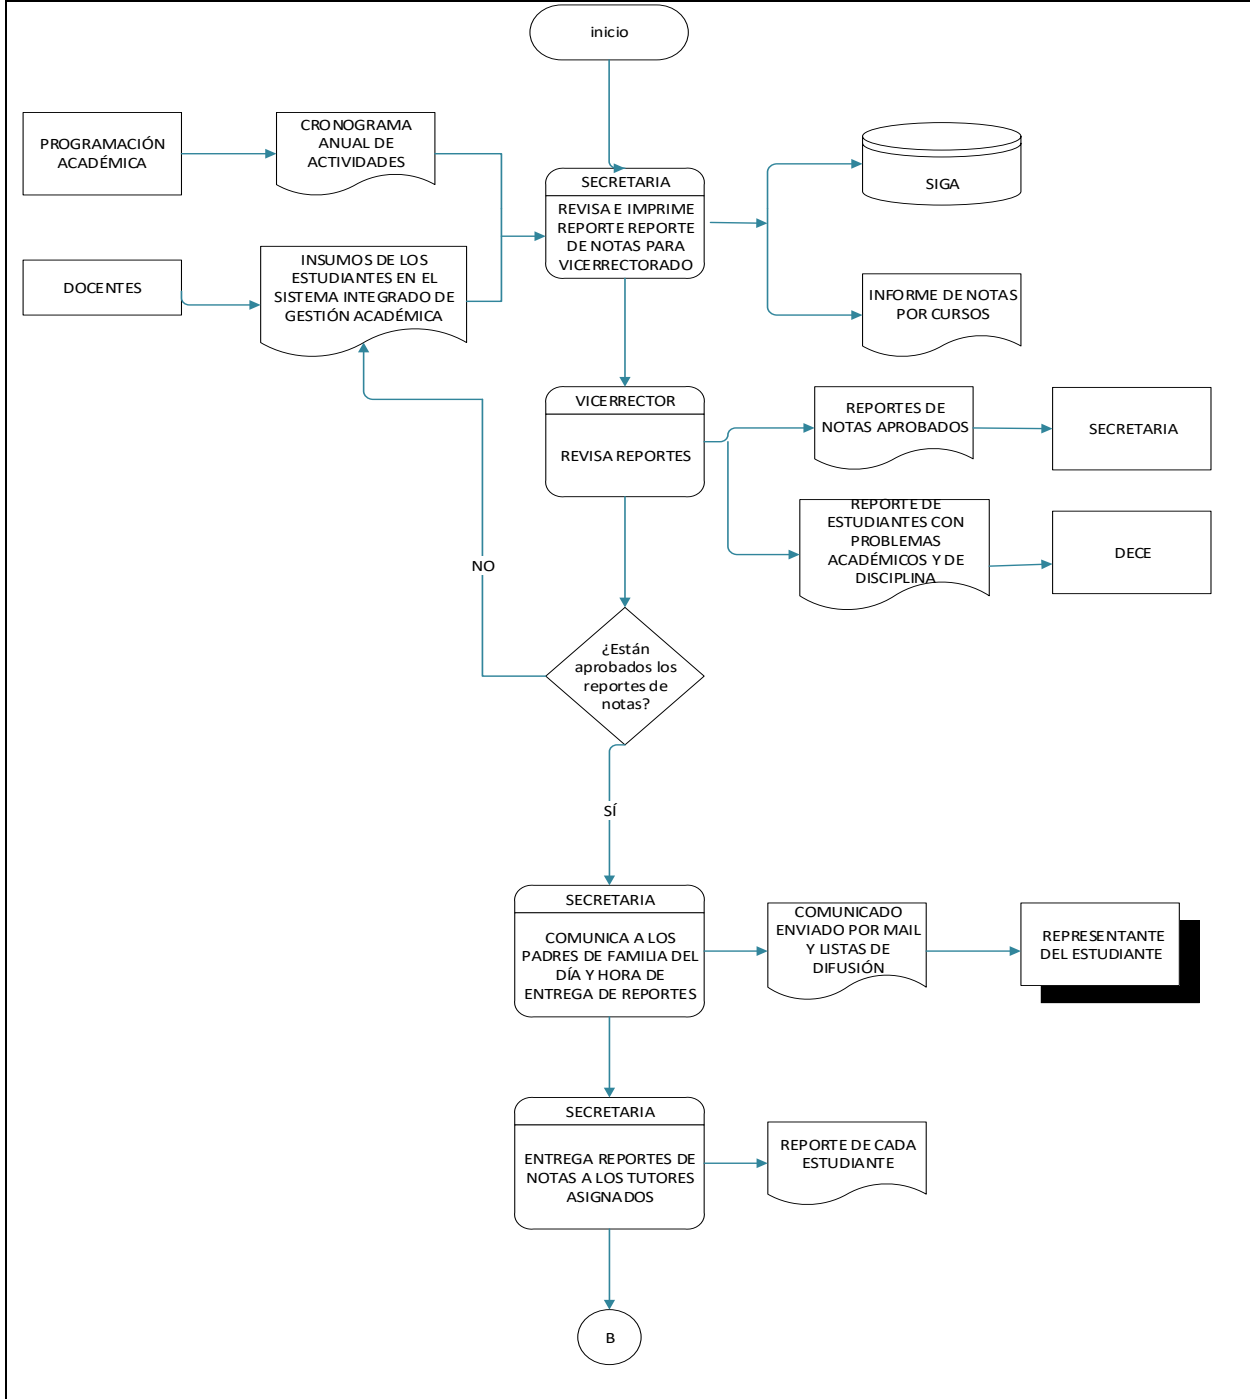 inicio
PROGRAMACIÓN
ACADÉMICA
CRONOGRAMA
ANUAL DE
ACTIVIDADES
SECRETARIA
REVISA E IMPRIME
REPORTE REPORTE
DE NOTAS PARA
VICERRECTORADO
SIGA
DOCENTES
INSUMOS DE LOS
ESTUDIANTES EN EL
SISTEMA INTEGRADO DE
GESTIÓN ACADÉMICA
INFORME DE NOTAS
POR CURSOS
VICERRECTOR
REVISA REPORTES
REPORTES DE
NOTAS APROBADOS
SECRETARIA
REPORTE DE
ESTUDIANTES CON
PROBLEMAS
ACADÉMICOS Y DE
DISCIPLINA
DECE
NO
¿Están
aprobados los
reportes de
notas?
SÍ
SECRETARIA
COMUNICA A LOS
PADRES DE FAMILIA DEL
DÍA Y HORA DE
ENTREGA DE REPORTES
COMUNICADO
ENVIADO POR MAIL
Y LISTAS DE
DIFUSIÓN
REPRESENTANTE
DEL ESTUDIANTE
SECRETARIA
ENTREGA REPORTES DE
NOTAS A LOS TUTORES
ASIGNADOS
REPORTE DE CADA
ESTUDIANTE
B